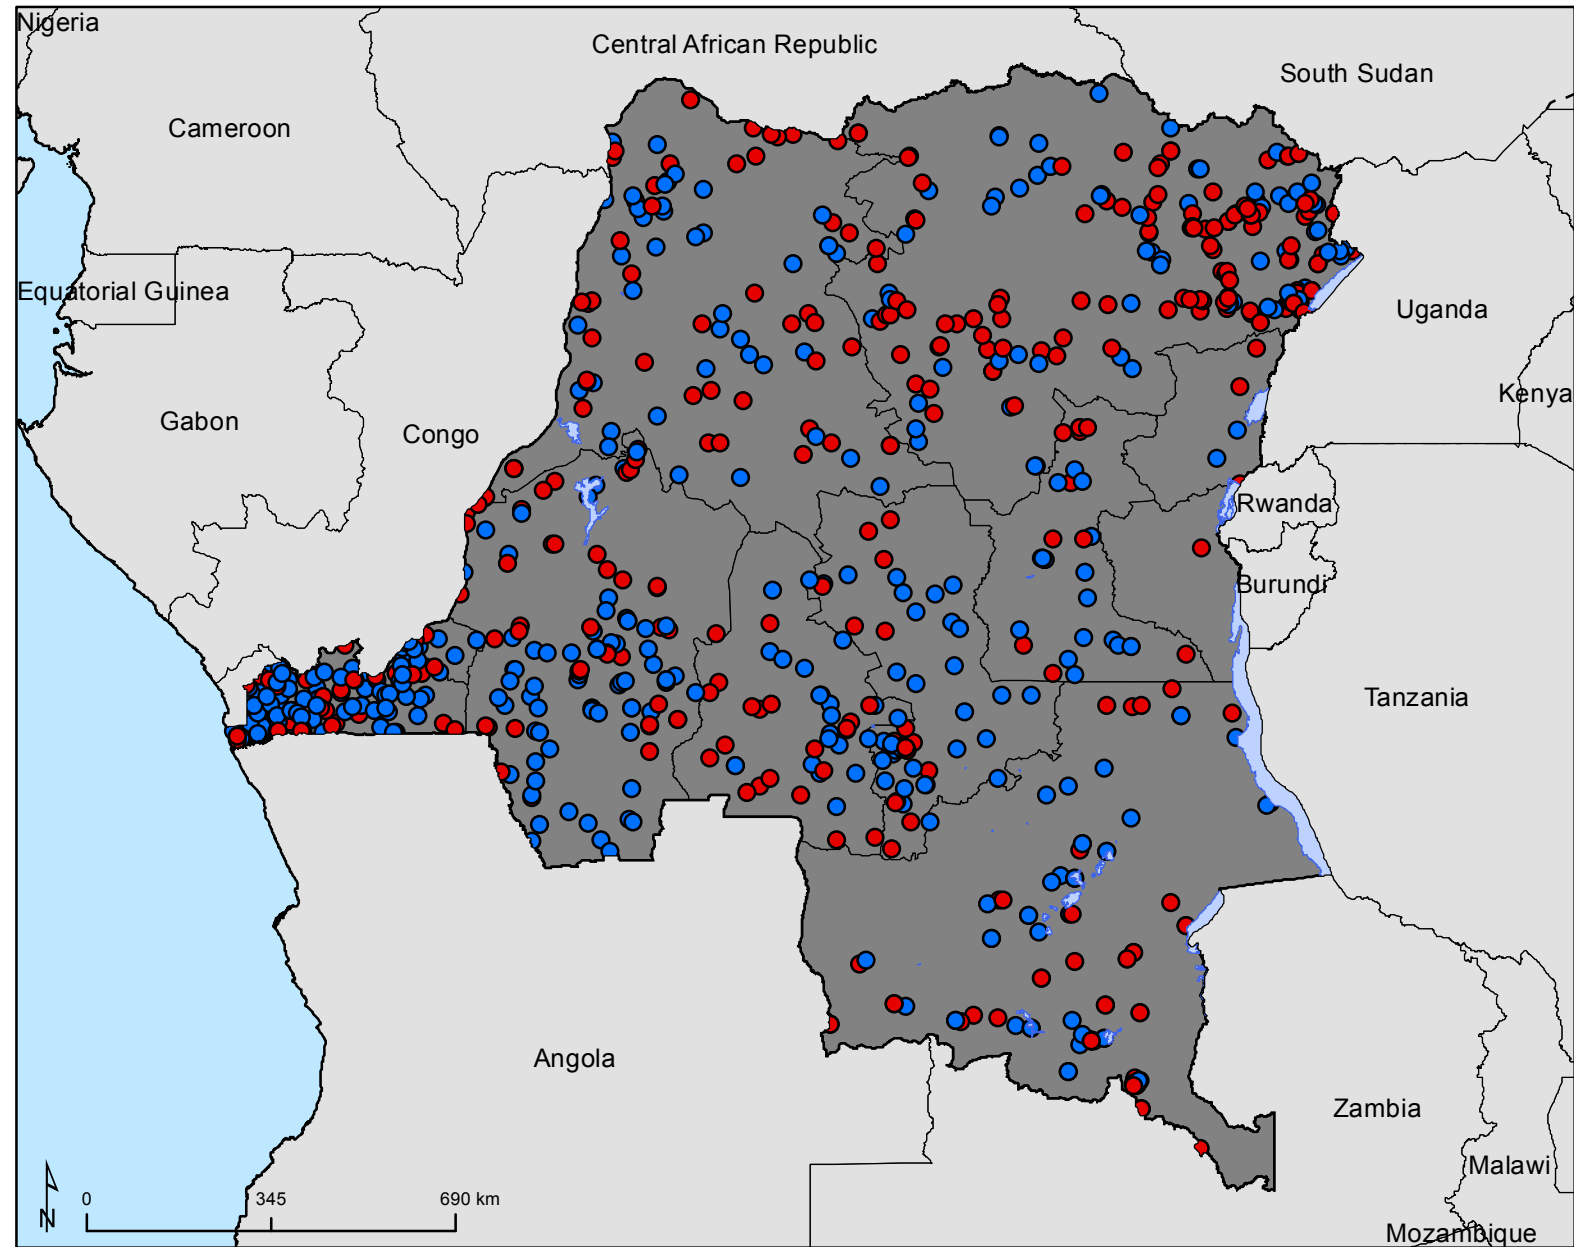 Nigeria
Central African Republic
South Sudan
Cameroon
Equatorial Guinea
Uganda
Kenya
Gabon
Congo
Rwanda
Burundi
Tanzania
Angola
Zambia
Malawi
Mozambique
0 345 690 km
N